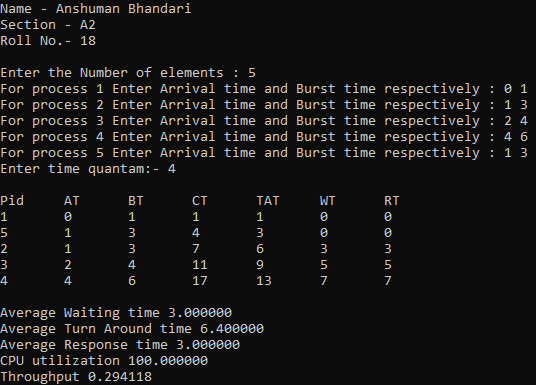 Name - Anshuman Bhandari
Section - A2
Roll No.- 18
Enter the Number of elements : 5
For process 1 Enter Arrival time and Burst time respectively : 0 1
For process 2 Enter Arrival time and Burst time respectively : 1 3
For process 3 Enter Arrival time and Burst time respectively : 2 4
For process 4 Enter Arrival time and Burst time respectively : 4 6
For process 5 Enter Arrival time and Burst time respectively : 1 3
Enter time quantam:- 4
Pid AT BT CT TAT WT RT
1 0 1 1 1 0 0
5 1 3 4 3 0 0
2 1 3 7 6 3 3
3 2 4 11 9 5 5
4 4 6 17 13 7 7
Average Waiting time 3.000000
Average Turn Around time 6.400000
Average Response time 3.000000
CPU utilization 100.000000
Throughput 0.294118